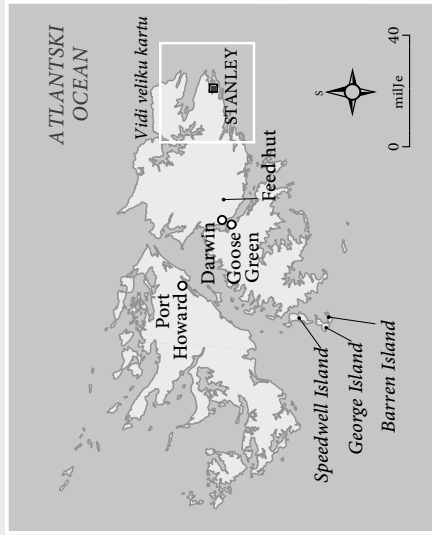 ATLANTSKI
OCEAN
Vidi veliku kartu
STANLEY
Port
Howard
Darwin
Goose
Green
Feed hut
Speedwell Island
George Island
Barren Island
S
0
milje
40